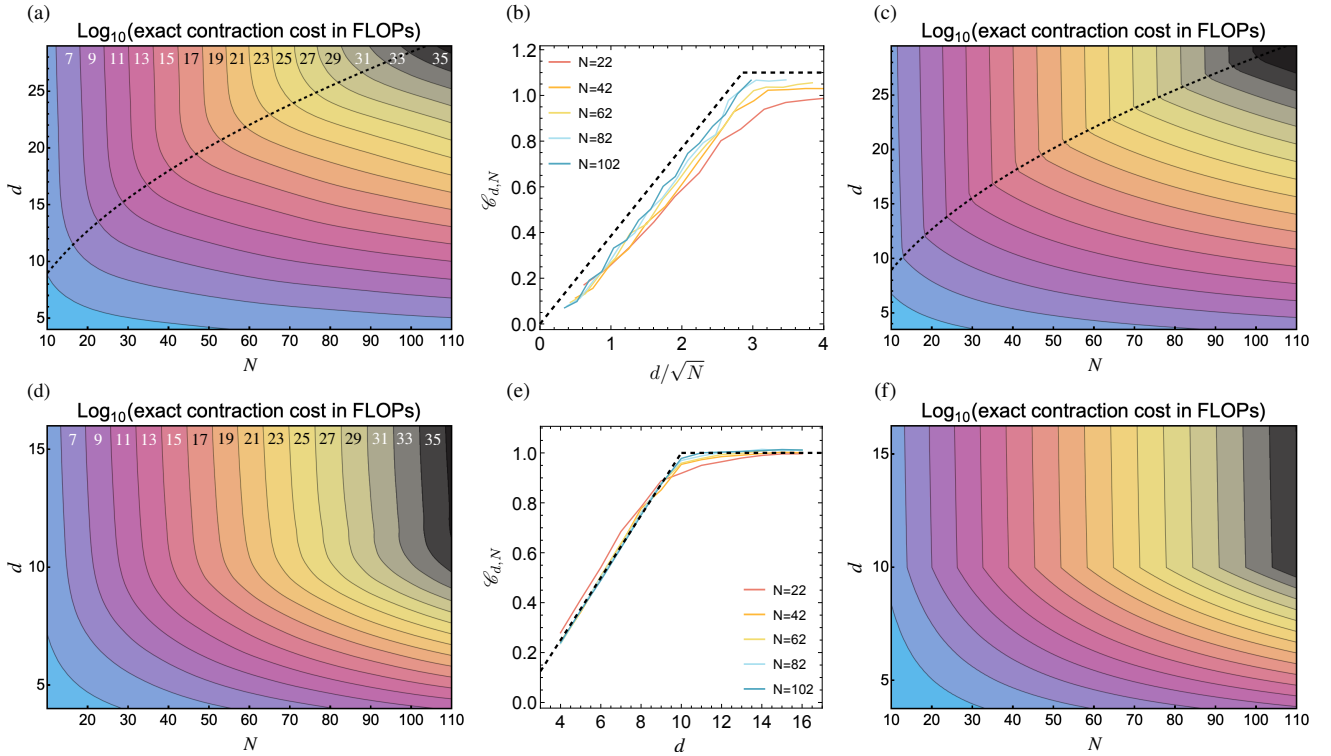 (a)
Log10(exact contraction cost in FLOPs)
7 9 11 13 15 17 19 21 23 25 27 29 31 33 35
d
25
20
15
10
5
10 20 30 40 50 60 70 80 90 100 110
N
(b)
𝒞d,N
1.2
1.0
0.8
0.6
0.4
0.2
0.0
N=22
N=42
N=62
N=82
N=102
0 1 2 3 4
d/√N
(c)
Log10(exact contraction cost in FLOPs)
d
25
20
15
10
5
10 20 30 40 50 60 70 80 90 100 110
N
(d)
Log10(exact contraction cost in FLOPs)
7 9 11 13 15 17 19 21 23 25 27 29 31 33 35
d
15
10
5
10 20 30 40 50 60 70 80 90 100 110
N
(e)
𝒞d,N
1.0
0.8
0.6
0.4
0.2
0.0
N=22
N=42
N=62
N=82
N=102
4 6 8 10 12 14 16
d
(f)
Log10(exact contraction cost in FLOPs)
d
15
10
5
10 20 30 40 50 60 70 80 90 100 110
N